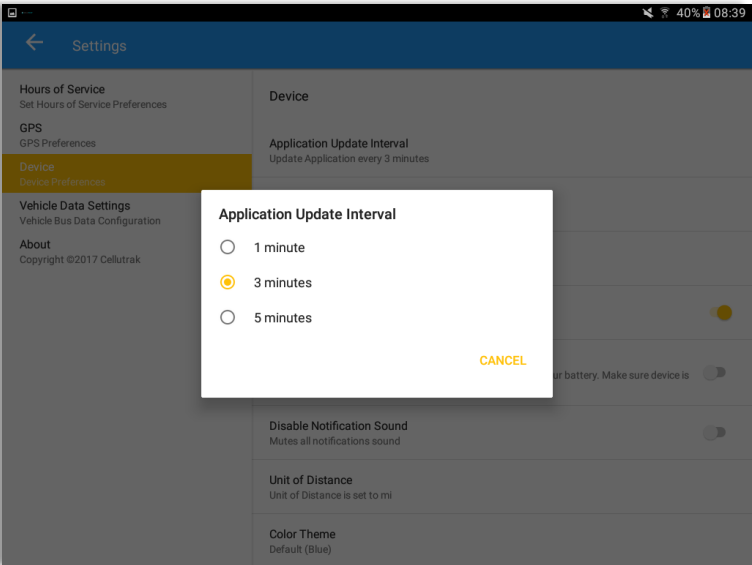 40% 08:39
Settings
Hours of Service
Set Hours of Service Preferences
GPS
GPS Preferences
Device
Device Preferences
Vehicle Data Settings
Vehicle Bus Data Configuration
About
Copyright ©2017 Cellutrak
Device
Application Update Interval
Update Application every 3 minutes
Application Update Interval
1 minute
3 minutes
5 minutes
CANCEL
battery. Make sure device is
Disable Notification Sound
Mutes all notifications sound
Unit of Distance
Unit of Distance is set to mi
Color Theme
Default (Blue)